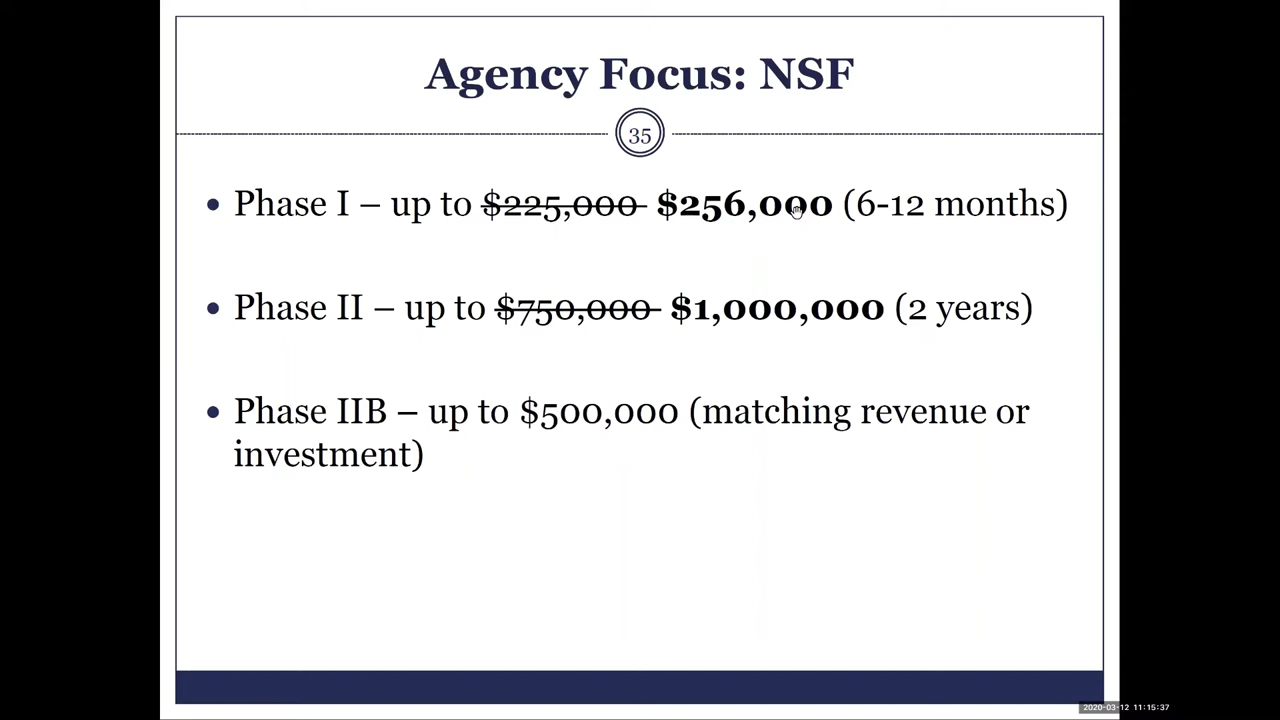 Agency Focus: NSF
35
• Phase I – up to $225,000 $256,000 (6-12 months)
• Phase II – up to $750,000 $1,000,000 (2 years)
• Phase IIB – up to $500,000 (matching revenue or
investment)
2020-03-12 11:15:37